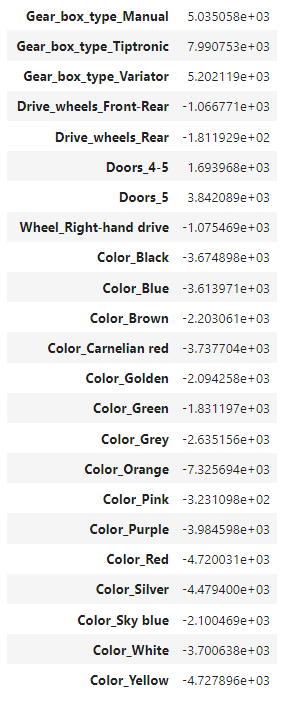 Gear_box_type_Manual 5.035058e+03
Gear_box_type_Tiptronic 7.990753e+03
Gear_box_type_Variator 5.202119e+03
Drive_wheels_Front-Rear -1.066771e+03
Drive_wheels_Rear -1.811929e+02
Doors_4-5 1.693968e+03
Doors_5 3.842089e+03
Wheel_Right-hand drive -1.075469e+03
Color_Black -3.674898e+03
Color_Blue -3.613971e+03
Color_Brown -2.203061e+03
Color_Carnelian red -3.737704e+03
Color_Golden -2.094258e+03
Color_Green -1.831197e+03
Color_Grey -2.635156e+03
Color_Orange -7.325694e+03
Color_Pink -3.231098e+02
Color_Purple -3.984598e+03
Color_Red -4.720031e+03
Color_Silver -4.479400e+03
Color_Sky blue -2.100469e+03
Color_White -3.700638e+03
Color_Yellow -4.727896e+03